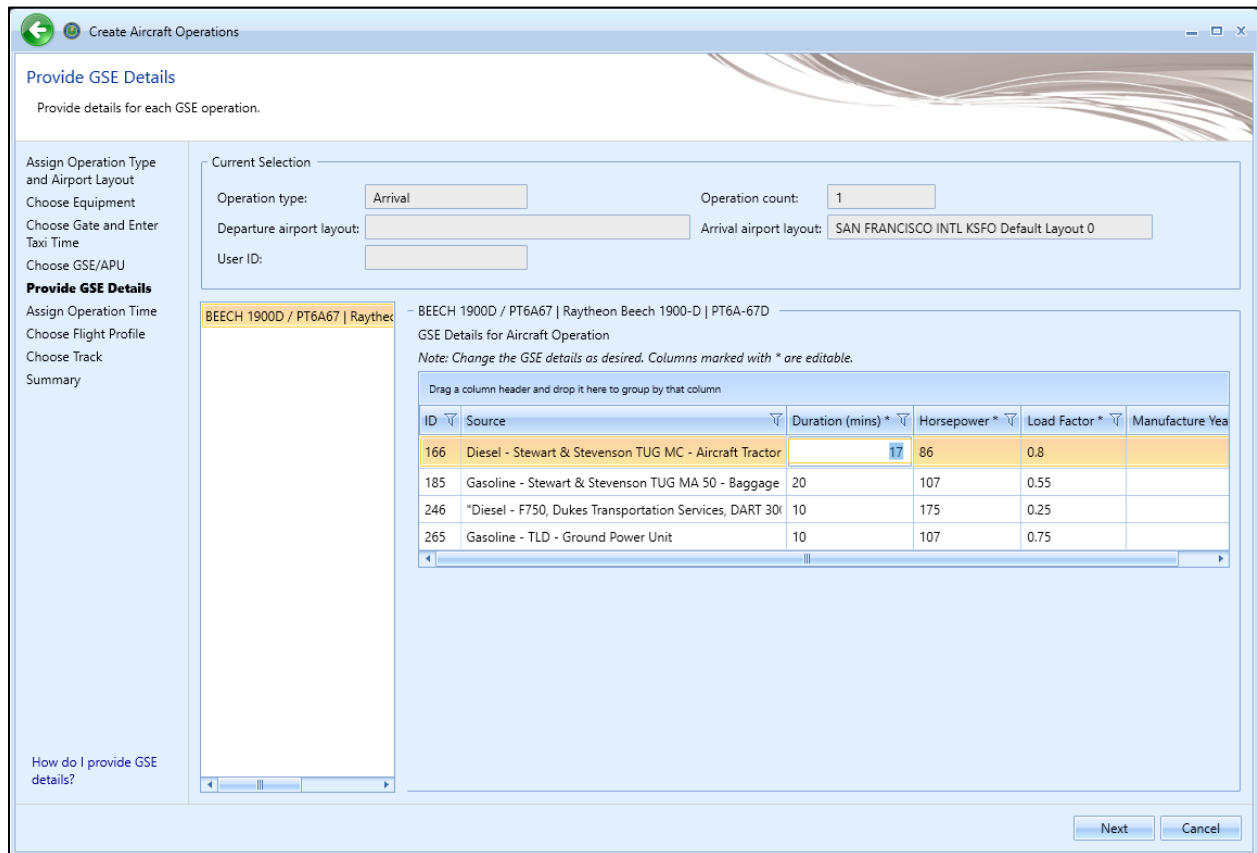 Create Aircraft Operations
Provide GSE Details
Provide details for each GSE operation.
Assign Operation Type
and Airport Layout
Choose Equipment
Choose Gate and Enter
Taxi Time
Choose GSE/APU
Provide GSE Details
Assign Operation Time
Choose Flight Profile
Choose Track
Summary
How do I provide GSE
details?
Current Selection
Operation type: Arrival Operation count: 1
Departure airport layout: Arrival airport layout: SAN FRANCISCO INTL KSFO Default Layout 0
User ID:
BEECH 1900D / PT6A67 | Raytheo
BEECH 1900D / PT6A67 | Raytheon Beech 1900-D | PT6A-67D
GSE Details for Aircraft Operation
Note: Change the GSE details as desired. Columns marked with * are editable.
Drag a column header and drop it here to group by that column
ID Source Duration (mins) * Horsepower * Load Factor * Manufacture Yea
166 Diesel - Stewart & Stevenson TUG MC - Aircraft Tractor 17 86 0.8
185 Gasoline - Stewart & Stevenson TUG MA 50 - Baggage 20 107 0.55
246 "Diesel - F750, Dukes Transportation Services, DART 300 10 175 0.25
265 Gasoline - TLD - Ground Power Unit 10 107 0.75
Next Cancel